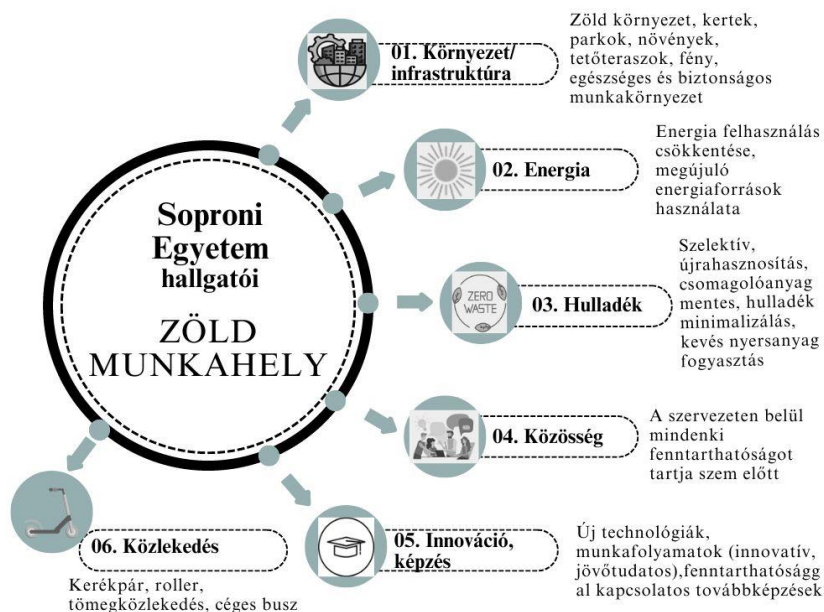 Soproni
Egyetem
hallgatói
ZÖLD
MUNKAHELY
01. Környezet/
infrastruktúra
Zöld környezet, kertek,
parkok, növények,
tetőteraszok, fény,
egészséges és biztonságos
munkakörnyezet
02. Energia
Energia felhasználás
csökkentése,
megújuló
energiaforrások
használata
ZERO
WASTE
03. Hulladék
Szelektív,
újrahasznosítás,
csomagolóanyag
mentes, hulladék
minimalizálás,
kevés nyersanyag
fogyasztás
04. Közösség
A szervezeten belül
mindenki
fenntarthatóságot
tartja szem előtt
05. Innováció,
képzés
Új technológiák,
munkafolyamatok (innovatív,
jövőtudatos),fenntarthatóságg
al kapcsolatos továbbképzések
06. Közlekedés
Kerékpár, roller,
tömegközlekedés, céges busz